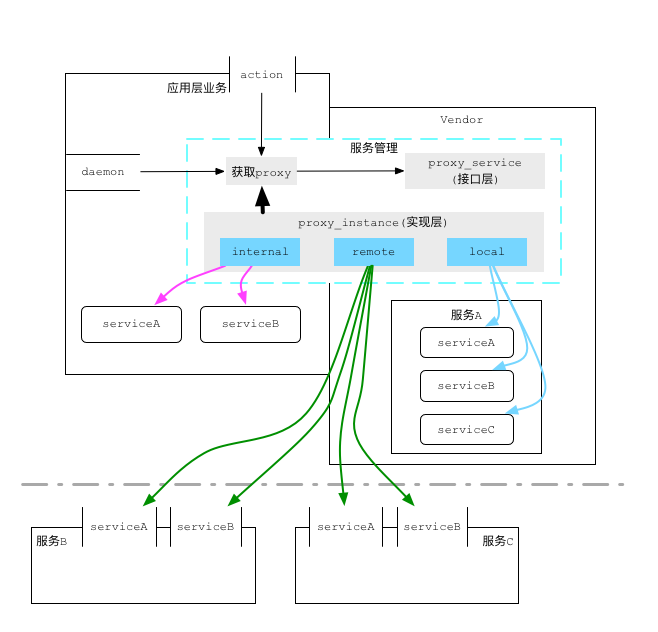 action
应用层业务
Vendor
服务管理
daemon
获取proxy
proxy_service
(接口层)
proxy_instance(实现层)
internal
remote
local
serviceA
serviceB
服务A
serviceA
serviceB
serviceC
serviceA
serviceB
服务B
serviceA
serviceB
服务C